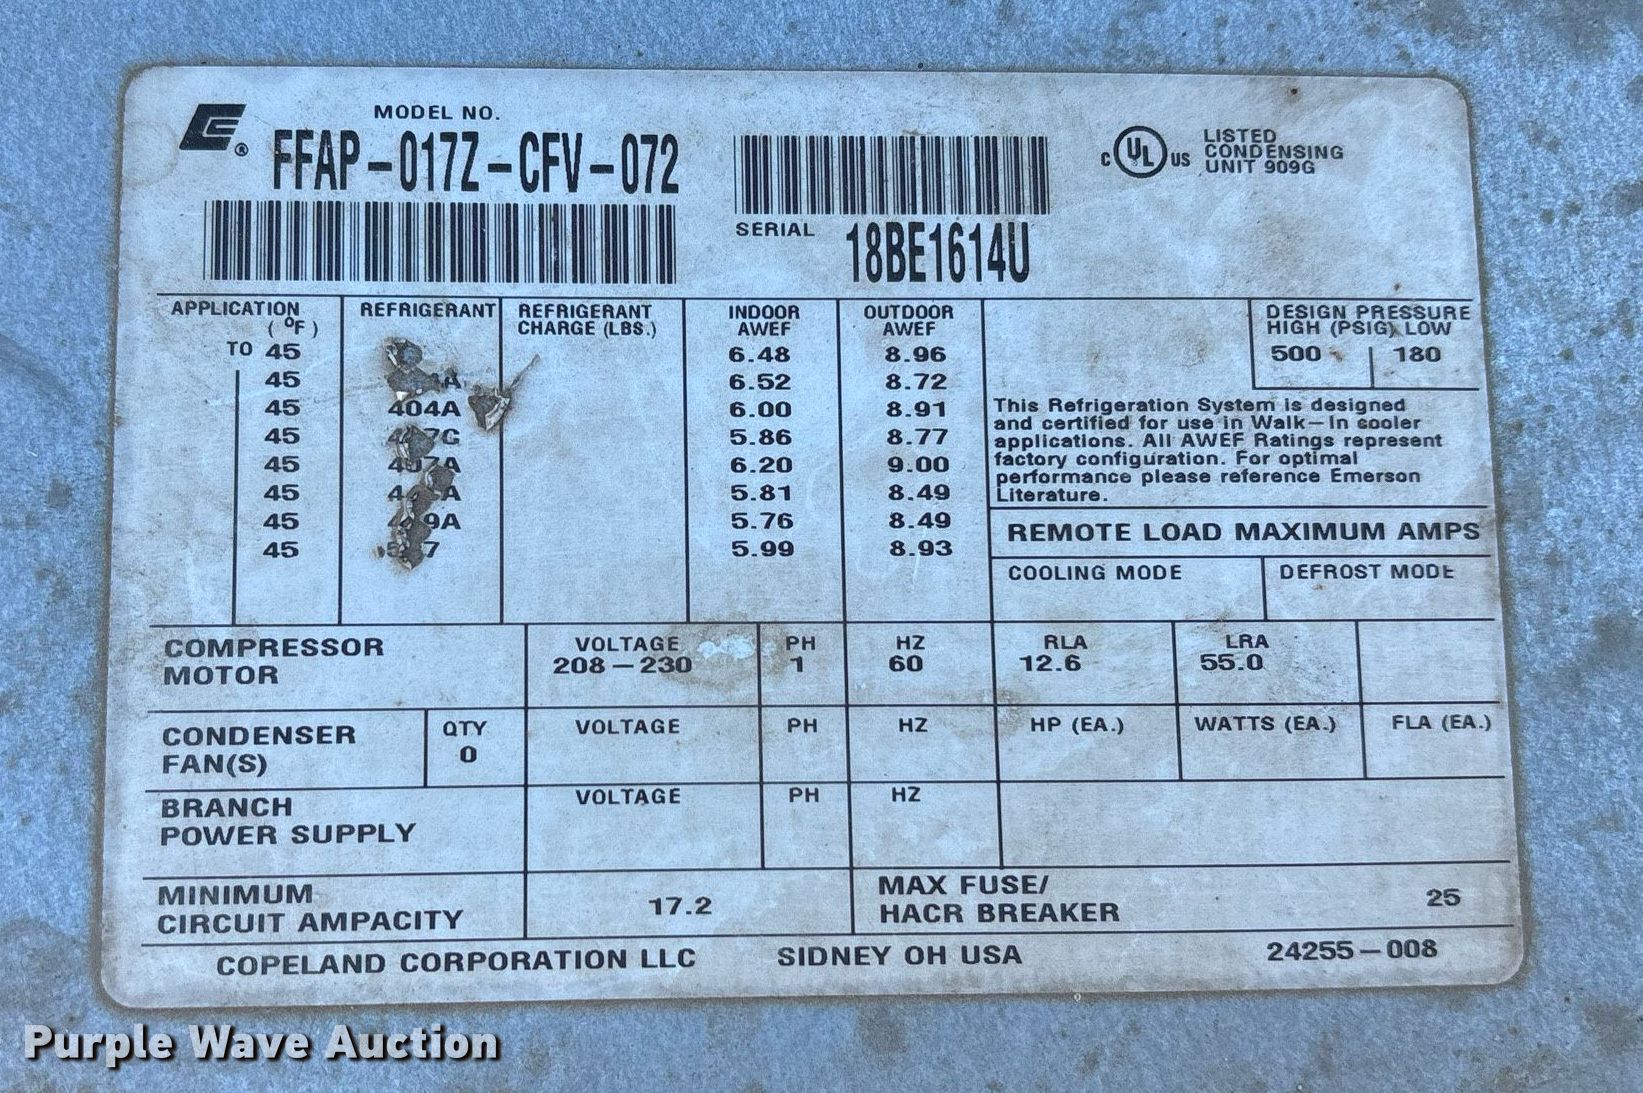 MODEL NO.
FFAP-017Z-CFV-072
SERIAL 18BE1614U
C UL US
LISTED
CONDENSING
UNIT 909G
APPLICATION (°F) REFRIGERANT REFRIGERANT CHARGE (LBS.) INDOOR AWEF OUTDOOR AWEF
TO 45 6.48 8.96
45 6.52 8.72
45 404A 6.00 8.91
45 5.86 8.77
45 6.20 9.00
45 5.81 8.49
45 5.76 8.49
45 5.99 8.93
DESIGN PRESSURE
HIGH (PSIG) LOW
500 180
This Refrigeration System is designed
and certified for use in Walk-In cooler
applications. All AWEF Ratings represent
factory configuration. For optimal
performance please reference Emerson
Literature.
REMOTE LOAD MAXIMUM AMPS
COOLING MODE DEFROST MODE
COMPRESSOR MOTOR VOLTAGE 208-230 PH 1 HZ 60 RLA 12.6 LRA 55.0
CONDENSER FAN(S) QTY 0 VOLTAGE PH HZ HP (EA.) WATTS (EA.) FLA (EA.)
BRANCH POWER SUPPLY VOLTAGE PH HZ
MINIMUM CIRCUIT AMPACITY 17.2 MAX FUSE/ HACR BREAKER 25
COPELAND CORPORATION LLC SIDNEY OH USA 24255-008
Purple Wave Auction